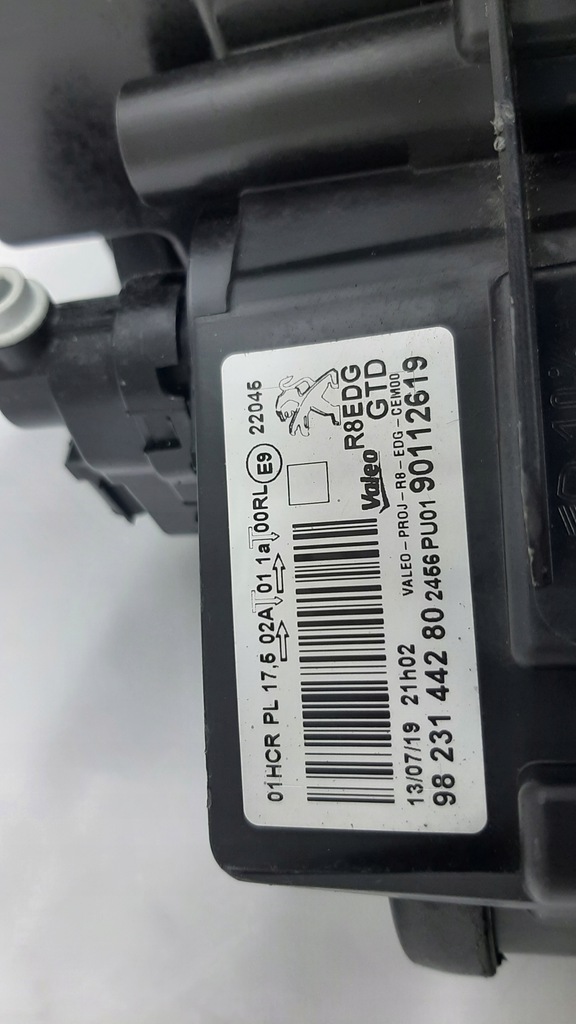 01HCR PL 17,5 02A 01 1a 00RL E9 22045
R8EDG
GTD
Valeo
VALEO-PROJ-R8-EDG-CEM00
13/07/19 21h02
98 231 442 80 2456PU01 90112619